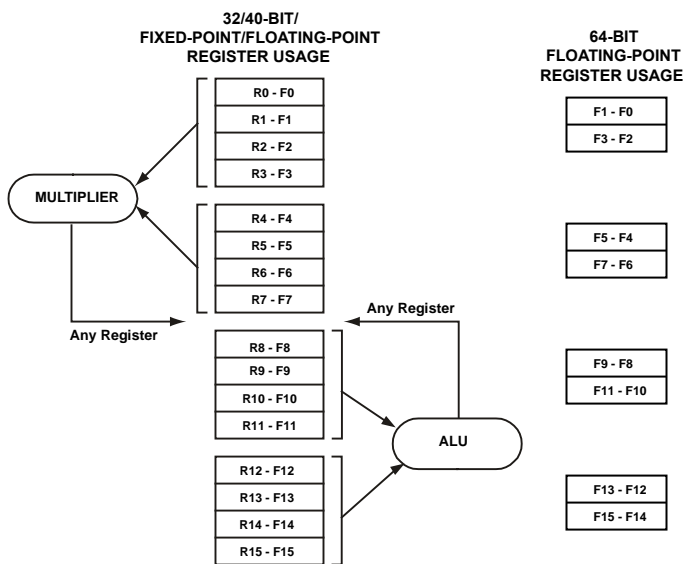 32/40-BIT/
FIXED-POINT/FLOATING-POINT
REGISTER USAGE
64-BIT
FLOATING-POINT
REGISTER USAGE
R0 - F0
R1 - F1
R2 - F2
R3 - F3
F1 - F0
F3 - F2
MULTIPLIER
R4 - F4
R5 - F5
R6 - F6
R7 - F7
F5 - F4
F7 - F6
Any Register
Any Register
R8 - F8
R9 - F9
R10 - F10
R11 - F11
F9 - F8
F11 - F10
ALU
R12 - F12
R13 - F13
R14 - F14
R15 - F15
F13 - F12
F15 - F14